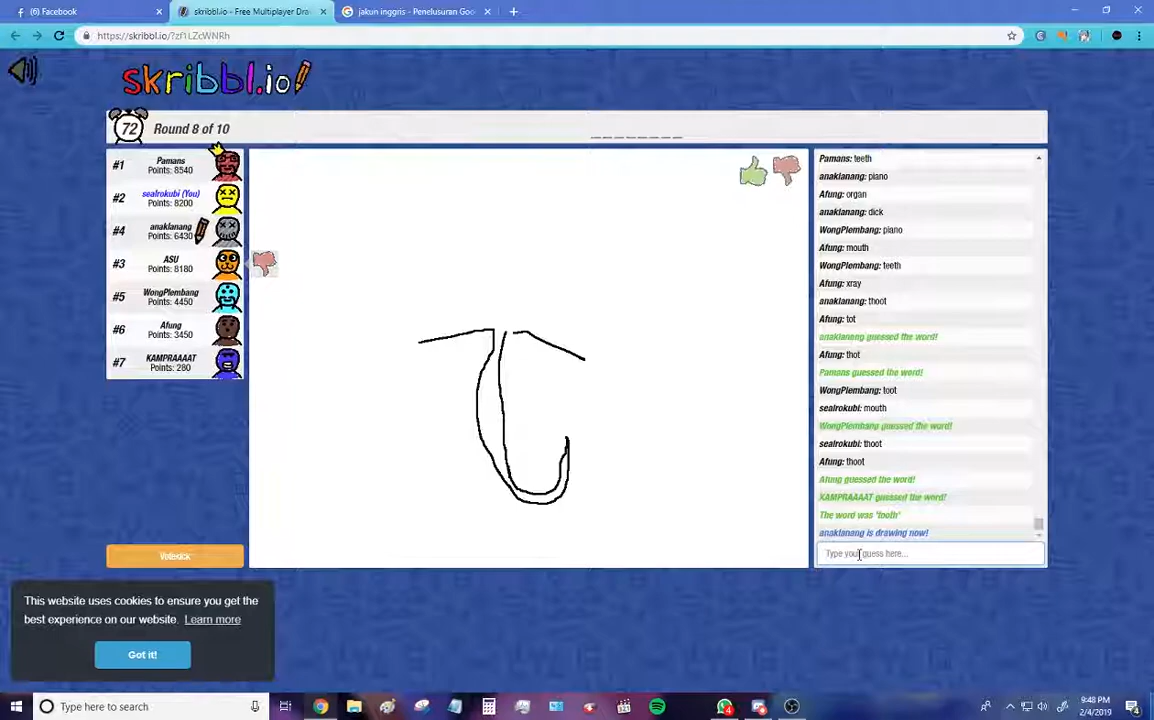 (6) Facebook
skribbl.io - Free Multiplayer Dra
jakun inggris - Penelusuran Goo
https://skribbl.io/?zf1LZcWNRh
skribbl.io
72
Round 8 of 10
_ _ _ _ _ _ _ _
#1
Pamans
Points: 8540
#2
sealrokubi (You)
Points: 8200
#4
anaklanang
Points: 6430
#3
ASU
Points: 8180
#5
WongPlembang
Points: 4450
#6
Afung
Points: 3450
#7
KAMPRAAAT
Points: 280
Votekick
Pamans: teeth
anaklanang: piano
Afung: organ
anaklanang: dick
WongPlembang: piano
Afung: mouth
WongPlembang: teeth
Afung: xray
anaklanang: thoot
Afung: tot
anaklanang guessed the word!
Afung: thot
Pamans guessed the word!
WongPlembang: toot
sealrokubi: mouth
WongPlembang guessed the word!
sealrokubi: thoot
Afung: thoot
Afung guessed the word!
KAMPRAAAT guessed the word!
The word was "tooth"
anaklanang is drawing now!
Type your guess here...
This website uses cookies to ensure you get the
best experience on our website. Learn more
Got it!
Type here to search
4
9:48 PM
2/4/2019